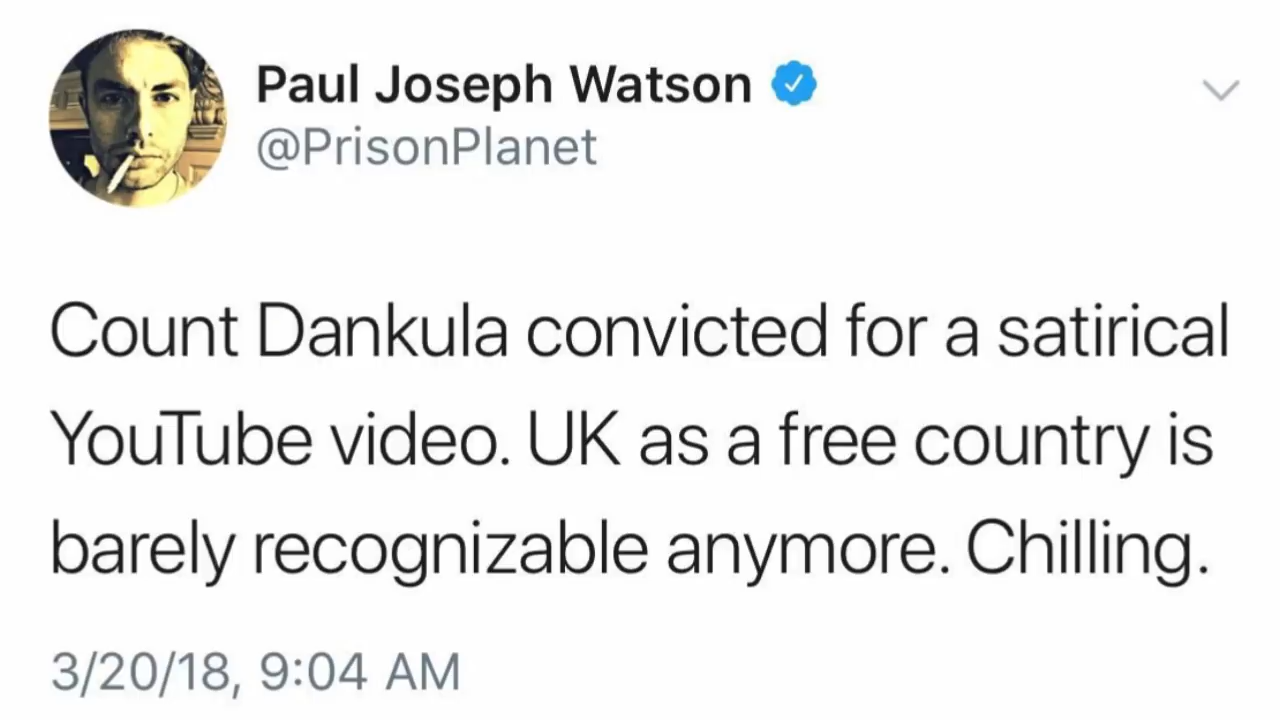 Paul Joseph Watson
@PrisonPlanet
Count Dankula convicted for a satirical
YouTube video. UK as a free country is
barely recognizable anymore. Chilling.
3/20/18, 9:04 AM